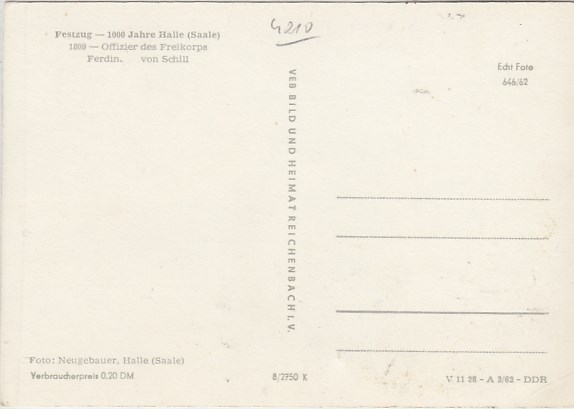 4210
Festzug — 1000 Jahre Halle (Saale)
1809 — Offizier des Freikorps
Ferdin. von Schill
Echt Foto
646/62
VEB BILD UND HEIMAT REICHENBACH I. V.
Foto: Neugebauer, Halle (Saale)
Verbraucherpreis 0,20 DM
8/2750 K
V 11 28 - A 3/62 - DDR